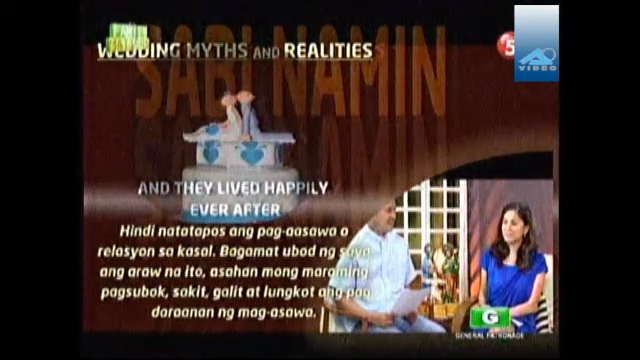 WEDDING MYTHS AND REALITIES
5
VIDEO
SABI NAMIN
AND THEY LIVED HAPPILY
EVER AFTER
Hindi natatapos ang pag-aasawa o
relasyon sa kasal. Bagamat ubod ng saya
ang araw na ito, asahan mong maraming
pagsubok, sakit, galit at lungkot ang pag
daraanan ng mag-asawa.
G
GENERAL PATRONAGE